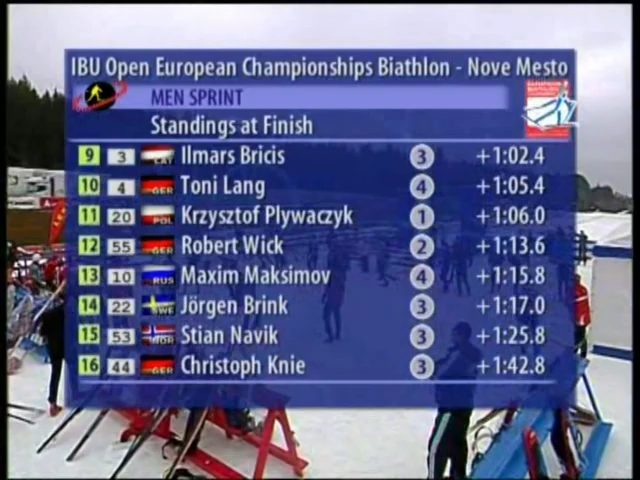 IBU Open European Championships Biathlon - Nove Mesto
MEN SPRINT
Standings at Finish
9 3 LAT Ilmars Bricis 3 +1:02.4
10 4 GER Toni Lang 4 +1:05.4
11 20 POL Krzysztof Plywaczyk 1 +1:06.0
12 55 GER Robert Wick 2 +1:13.6
13 10 RUS Maxim Maksimov 4 +1:15.8
14 22 SWE Jörgen Brink 3 +1:17.0
15 53 NOR Stian Navik 3 +1:25.8
16 44 GER Christoph Knie 3 +1:42.8